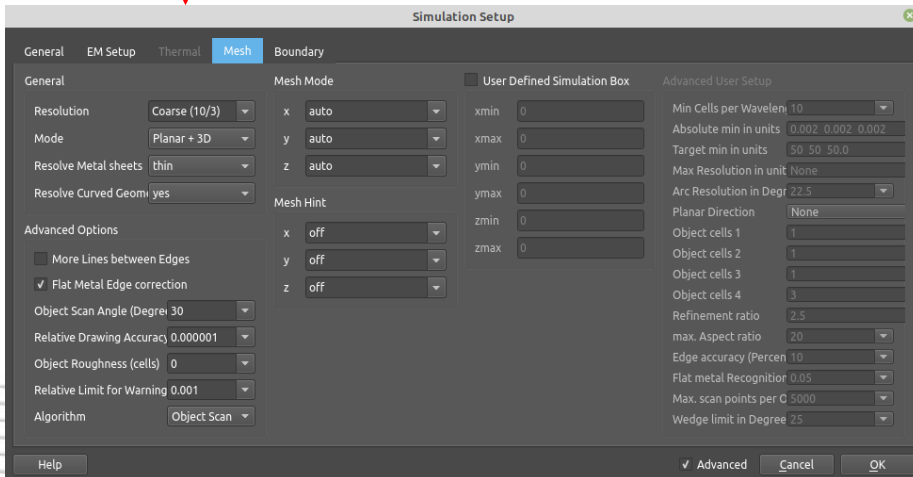 Simulation Setup
General EM Setup Thermal Mesh Boundary
General
Resolution Coarse (10/3)
Mode Planar + 3D
Resolve Metal sheets thin
Resolve Curved Geom yes
Advanced Options
More Lines between Edges
Flat Metal Edge correction
Object Scan Angle (Degre 30
Relative Drawing Accurac 0.000001
Object Roughness (cells) 0
Relative Limit for Warning 0.001
Algorithm Object Scan
Mesh Mode
x auto
y auto
z auto
Mesh Hint
x off
y off
z off
User Defined Simulation Box
xmin 0
xmax 0
ymin 0
ymax 0
zmin 0
zmax 0
Advanced User Setup
Min Cells per Wavelen 10
Absolute min in units 0.002 0.002 0.002
Target min in units 50 50 50.0
Max Resolution in unit None
Arc Resolution in Degr 22.5
Planar Direction None
Object cells 1 1
Object cells 2 1
Object cells 3 1
Object cells 4 3
Refinement ratio 2.5
max. Aspect ratio 20
Edge accuracy (Percen 10
Flat metal Recognition 0.05
Max. scan points per O 5000
Wedge limit in Degree 25
Help Advanced Cancel OK